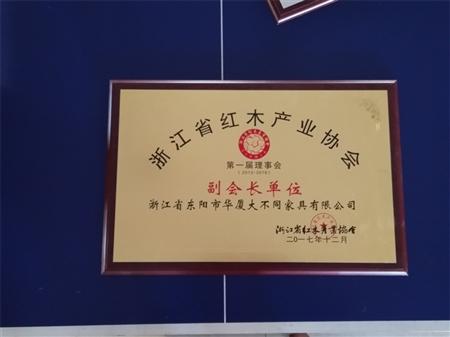 浙江省红木产业协会
第一届理事会
副会长单位
浙江省东阳市华厦大不同家具有限公司
浙江省红木产业协会
二〇一七年十二月